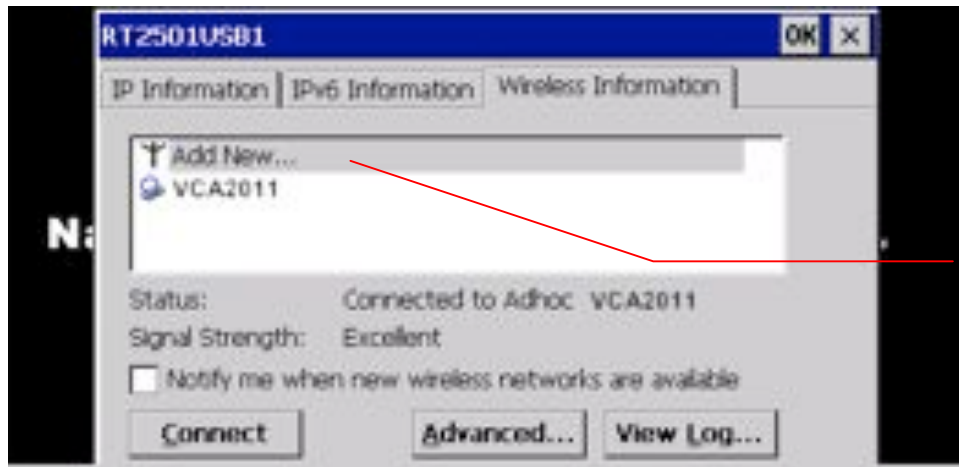 RT2501USB1 OK ×
IP Information IPv6 Information Wireless Information
Add New...
VCA2011
Status: Connected to Adhoc VCA2011
Signal Strength: Excellent
Notify me when new wireless networks are available
Connect Advanced... View Log...